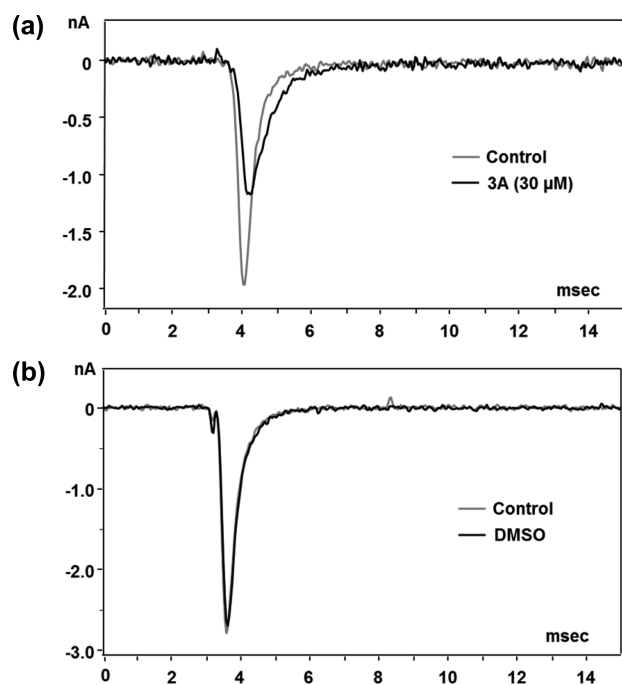 (a)
nA
0
-0.5
-1.0
-1.5
-2.0
Control
3A (30 µM)
msec
0 2 4 6 8 10 12 14
(b)
nA
0
-1.0
-2.0
-3.0
Control
DMSO
msec
0 2 4 6 8 10 12 14